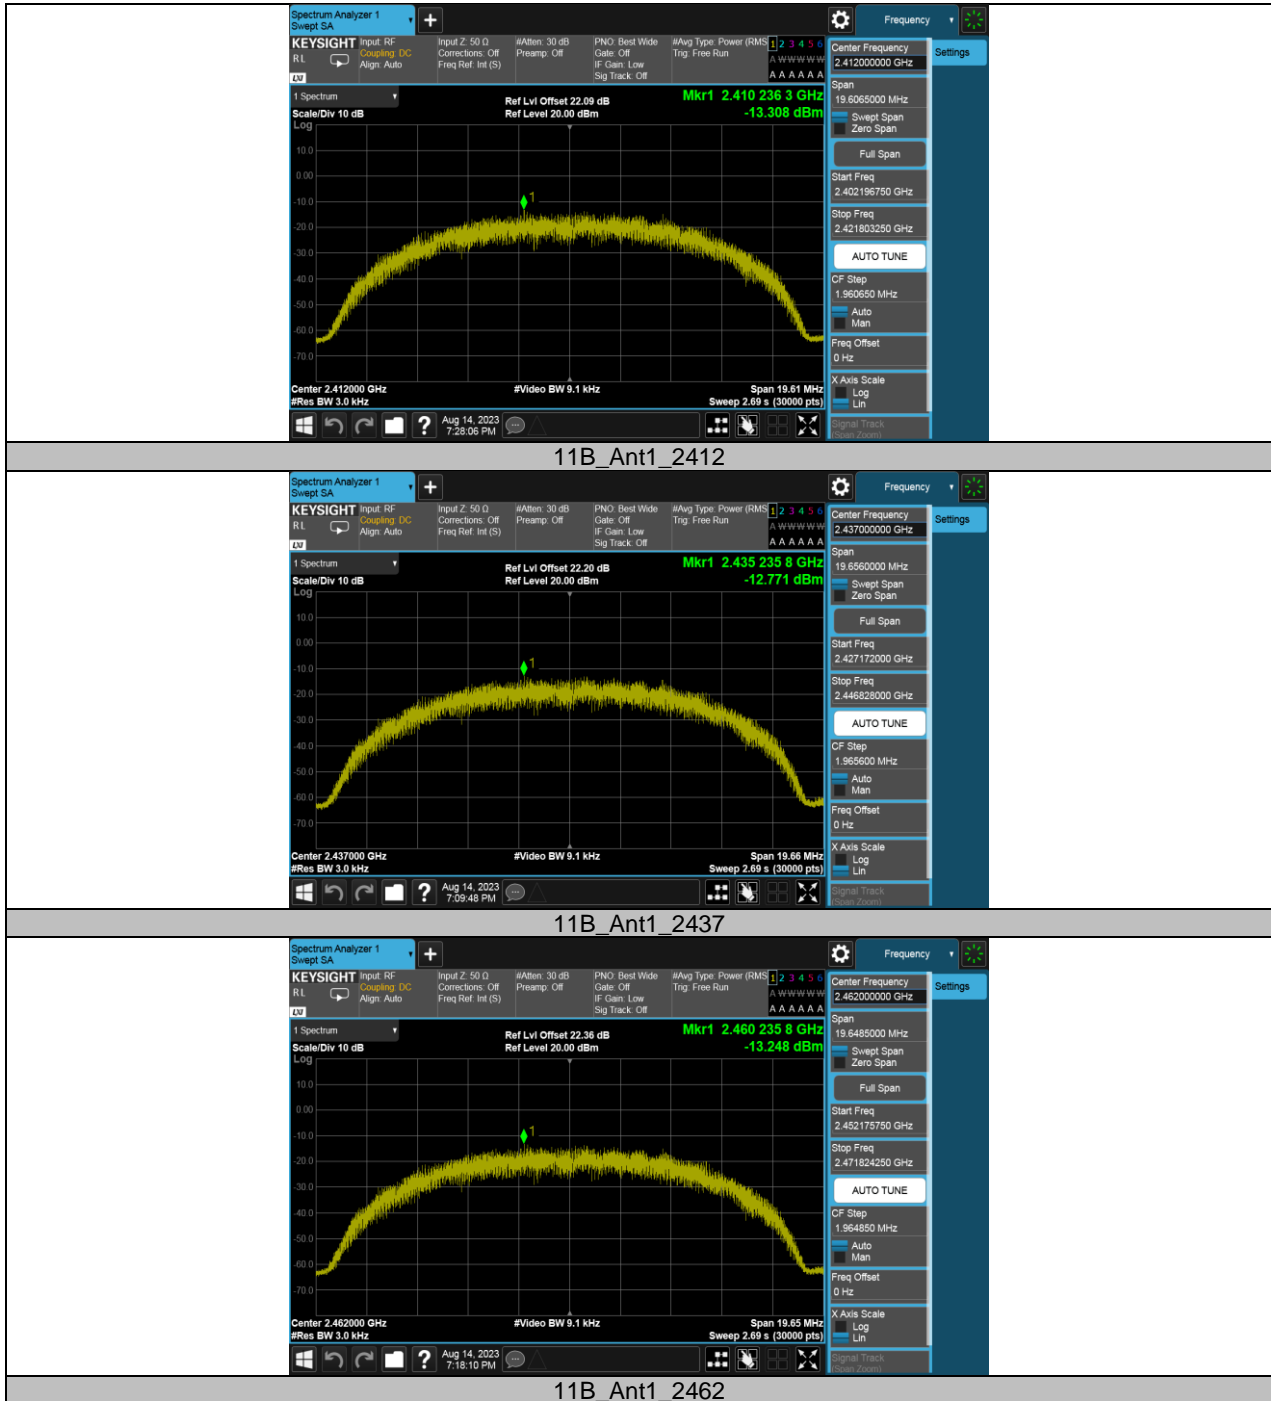 Spectrum Analyzer 1
Swept SA
Frequency
KEYSIGHT Input: RF Input Z: 50 Ω #Atten: 30 dB PNO: Best Wide #Avg Type: Power (RMS 1 2 3 4 5 6
RL Coupling: DC Corrections: Off Preamp: Off Gate: Off Trig: Free Run A W W W W W
Align: Auto Freq Ref: Int (S) IF Gain: Low
LXI Sig Track: Off A A A A A A
1 Spectrum Ref Lvl Offset 22.09 dB Mkr1 2.410 236 3 GHz
Scale/Div 10 dB Ref Level 20.00 dBm -13.308 dBm
Log
10.0
0.00
-10.0
-20.0
-30.0
-40.0
-50.0
-60.0
-70.0
1
Center 2.412000 GHz #Video BW 9.1 kHz Span 19.61 MHz
#Res BW 3.0 kHz Sweep 2.69 s (30000 pts)
Aug 14, 2023
7:28:06 PM
Center Frequency
2.412000000 GHz
Settings
Span
19.6065000 MHz
Swept Span
Zero Span
Full Span
Start Freq
2.402196750 GHz
Stop Freq
2.421803250 GHz
AUTO TUNE
CF Step
1.960650 MHz
Auto
Man
Freq Offset
0 Hz
X Axis Scale
Log
Lin
Signal Track
(Span Zoom)
11B_Ant1_2412
Spectrum Analyzer 1
Swept SA
Frequency
KEYSIGHT Input: RF Input Z: 50 Ω #Atten: 30 dB PNO: Best Wide #Avg Type: Power (RMS 1 2 3 4 5 6
RL Coupling: DC Corrections: Off Preamp: Off Gate: Off Trig: Free Run A W W W W W
Align: Auto Freq Ref: Int (S) IF Gain: Low
LXI Sig Track: Off A A A A A A
1 Spectrum Ref Lvl Offset 22.20 dB Mkr1 2.435 235 8 GHz
Scale/Div 10 dB Ref Level 20.00 dBm -12.771 dBm
Log
10.0
0.00
-10.0
-20.0
-30.0
-40.0
-50.0
-60.0
-70.0
1
Center 2.437000 GHz #Video BW 9.1 kHz Span 19.66 MHz
#Res BW 3.0 kHz Sweep 2.69 s (30000 pts)
Aug 14, 2023
7:09:48 PM
Center Frequency
2.437000000 GHz
Settings
Span
19.6560000 MHz
Swept Span
Zero Span
Full Span
Start Freq
2.427172000 GHz
Stop Freq
2.446828000 GHz
AUTO TUNE
CF Step
1.965600 MHz
Auto
Man
Freq Offset
0 Hz
X Axis Scale
Log
Lin
Signal Track
(Span Zoom)
11B_Ant1_2437
Spectrum Analyzer 1
Swept SA
Frequency
KEYSIGHT Input: RF Input Z: 50 Ω #Atten: 30 dB PNO: Best Wide #Avg Type: Power (RMS 1 2 3 4 5 6
RL Coupling: DC Corrections: Off Preamp: Off Gate: Off Trig: Free Run A W W W W W
Align: Auto Freq Ref: Int (S) IF Gain: Low
LXI Sig Track: Off A A A A A A
1 Spectrum Ref Lvl Offset 22.36 dB Mkr1 2.460 235 8 GHz
Scale/Div 10 dB Ref Level 20.00 dBm -13.248 dBm
Log
10.0
0.00
-10.0
-20.0
-30.0
-40.0
-50.0
-60.0
-70.0
1
Center 2.462000 GHz #Video BW 9.1 kHz Span 19.65 MHz
#Res BW 3.0 kHz Sweep 2.69 s (30000 pts)
Aug 14, 2023
7:18:10 PM
Center Frequency
2.462000000 GHz
Settings
Span
19.6485000 MHz
Swept Span
Zero Span
Full Span
Start Freq
2.452175750 GHz
Stop Freq
2.471824250 GHz
AUTO TUNE
CF Step
1.964850 MHz
Auto
Man
Freq Offset
0 Hz
X Axis Scale
Log
Lin
Signal Track
(Span Zoom)
11B_Ant1_2462